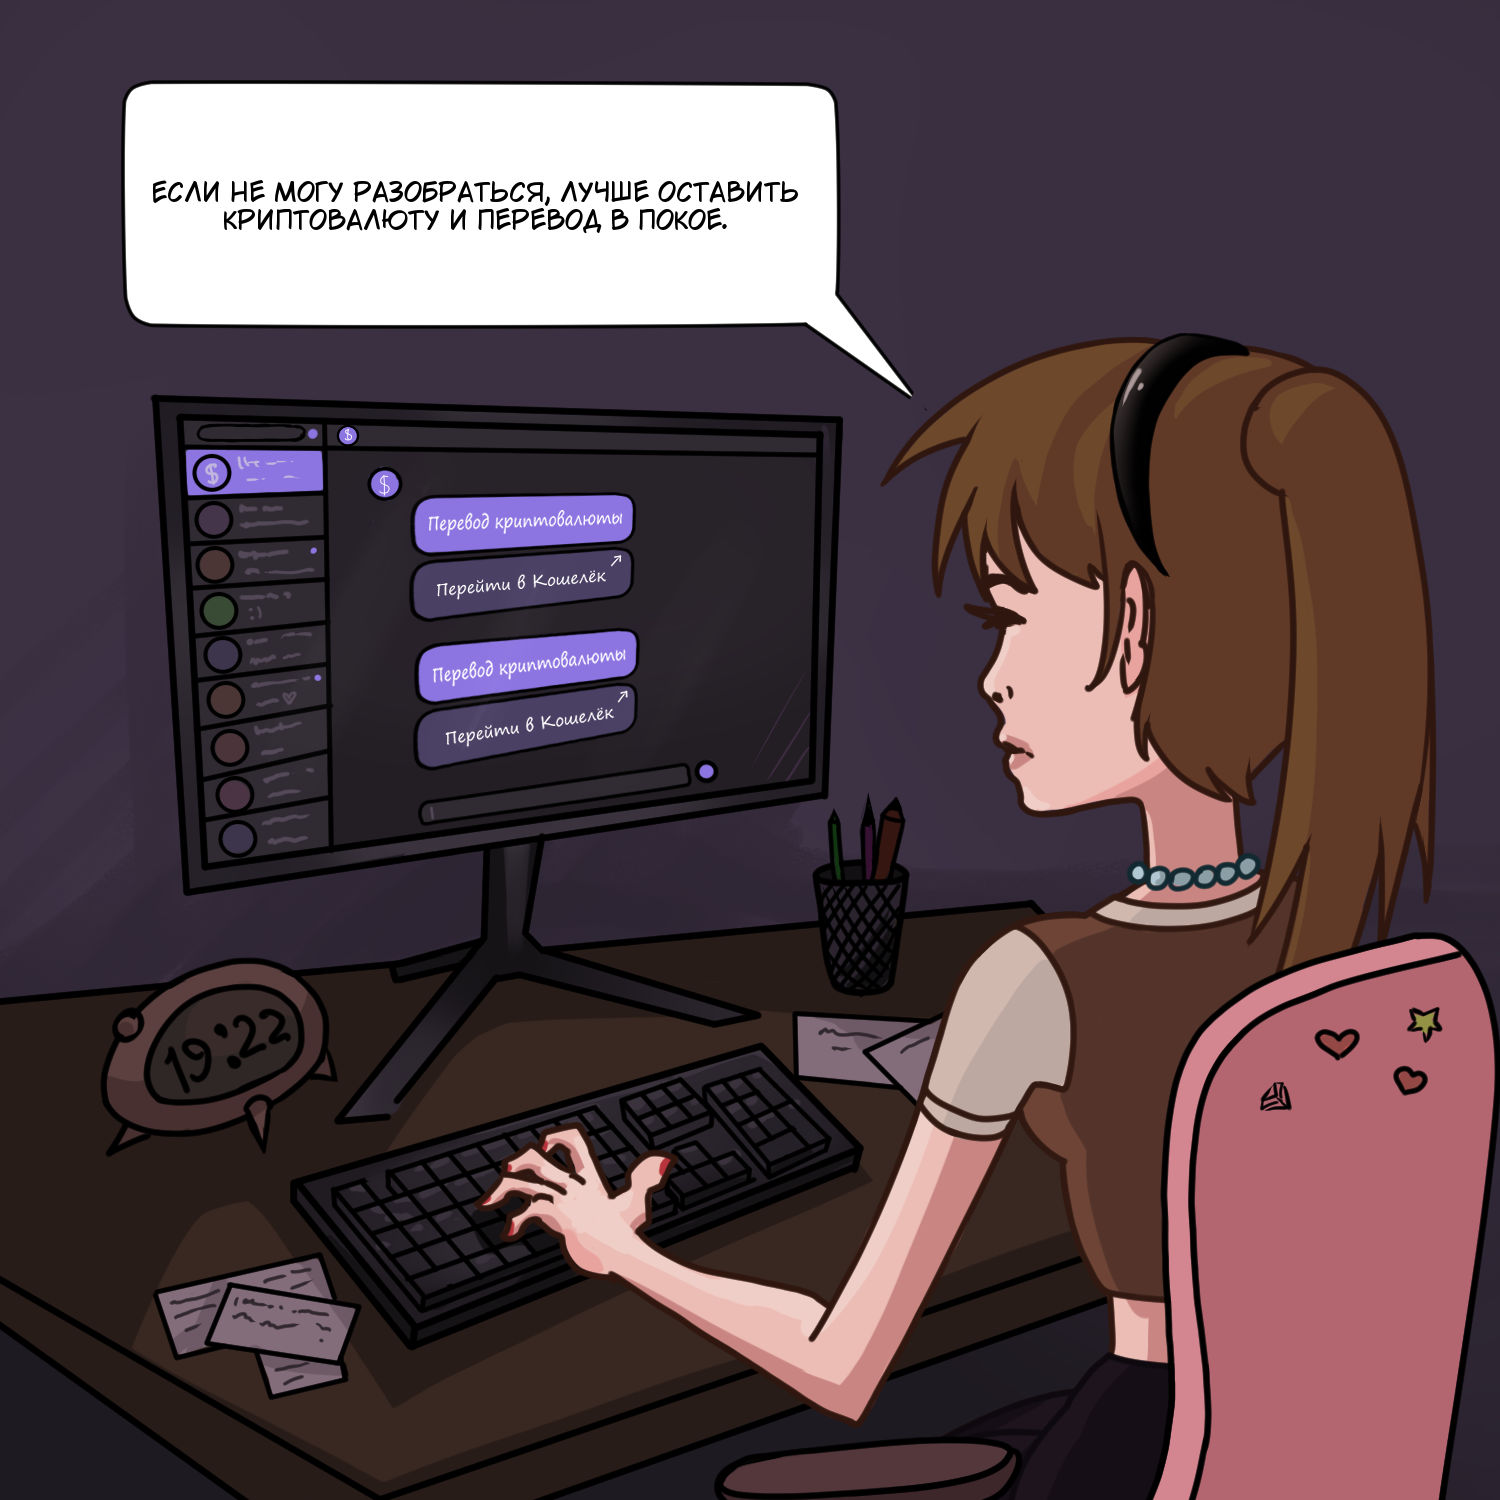 ЕСЛИ НЕ МОГУ РАЗОБРАТЬСЯ, ЛУЧШЕ ОСТАВИТЬ
КРИПТОВАЛЮТУ И ПЕРЕВОД В ПОКОЕ.
$
$
$
Перевод криптовалюты
Перейти в Кошелёк
:)
Перевод криптовалюты
Перейти в Кошелёк
19:22